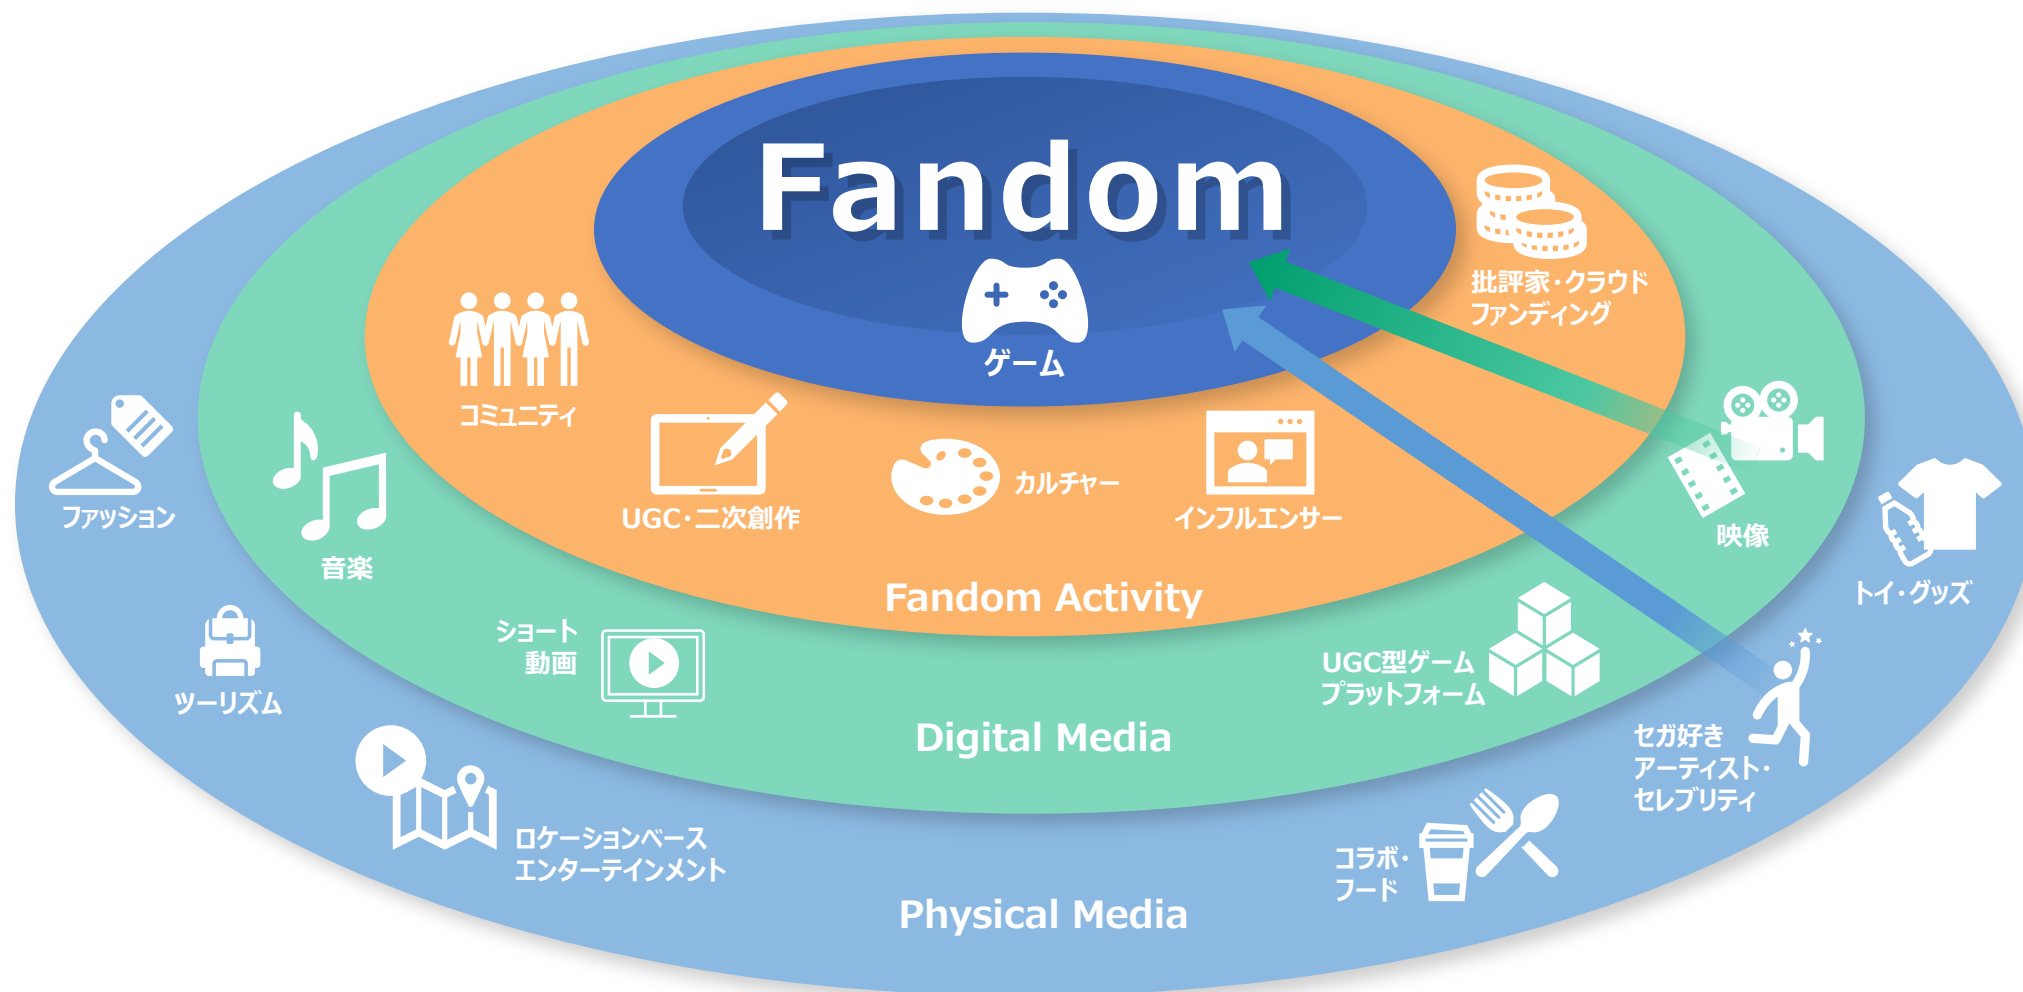 Fandom
ゲーム
批評家・クラウド
ファンディング
コミュニティ
UGC・二次創作
カルチャー
インフルエンサー
Fandom Activity
ファッション
音楽
映像
トイ・グッズ
ツーリズム
ショート
動画
UGC型ゲーム
プラットフォーム
Digital Media
セガ好き
アーティスト・
セレブリティ
ロケーションベース
エンターテインメント
コラボ・
フード
Physical Media